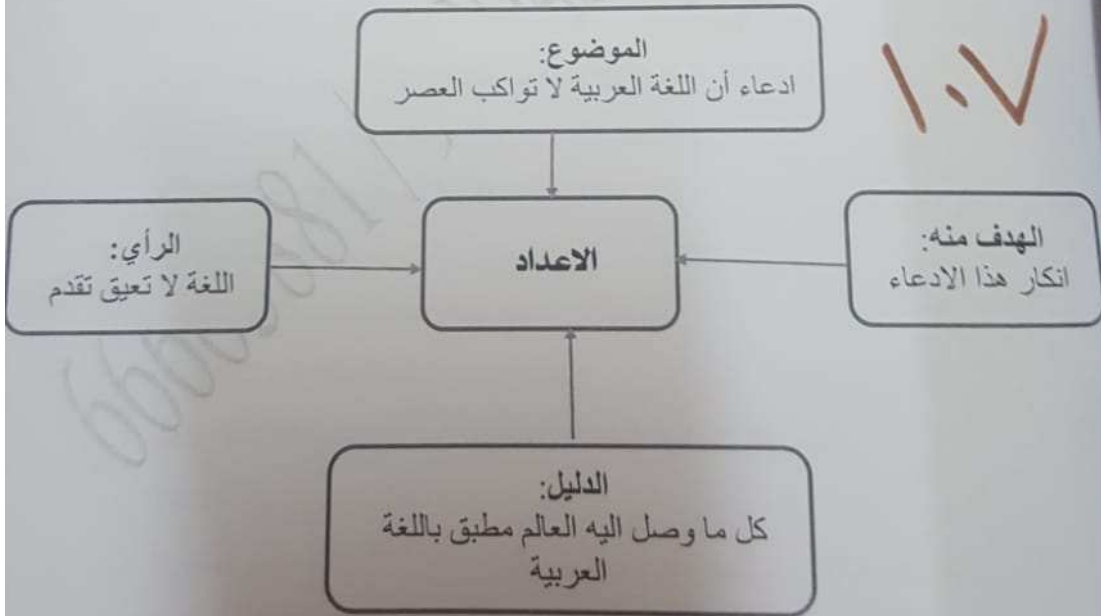 الموضوع:
ادعاء أن اللغة العربية لا تواكب العصر
١٠٧
الهدف منه:
انكار هذا الادعاء
الاعداد
الرأي:
اللغة لا تعيق تقدم
الدليل:
كل ما وصل اليه العالم مطبق باللغة
العربية